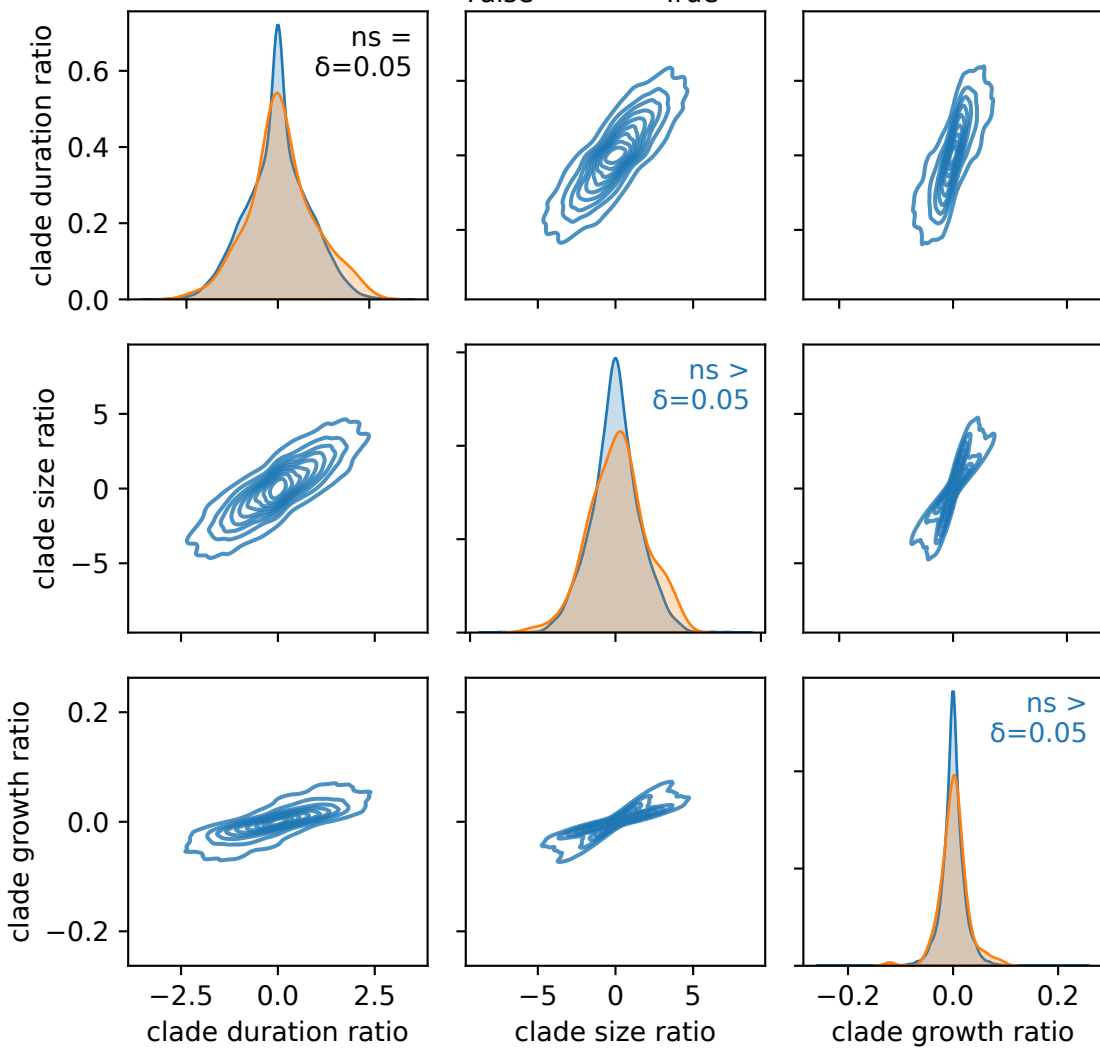 clade duration ratio
0.6
0.4
0.2
0.0
ns =
δ=0.05
clade size ratio
5
0
−5
ns >
δ=0.05
clade growth ratio
0.2
0.0
−0.2
ns >
δ=0.05
−2.5 0.0 2.5
−5 0 5
−0.2 0.0 0.2
clade duration ratio
clade size ratio
clade growth ratio